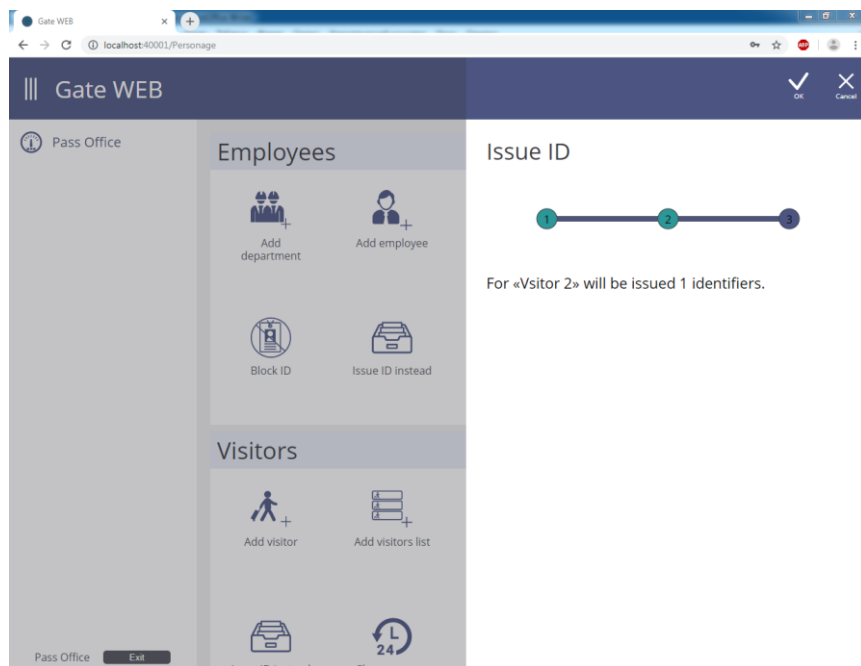 Gate WEB
localhost:40001/Personage
ABP
Gate WEB
OK
Cancel
Pass Office
Employees
Issue ID
1
2
3
Add
department
Add employee
For «Vsitor 2» will be issued 1 identifiers.
Block ID
Issue ID instead
Visitors
Add visitor
Add visitors list
24
Pass Office
Exit